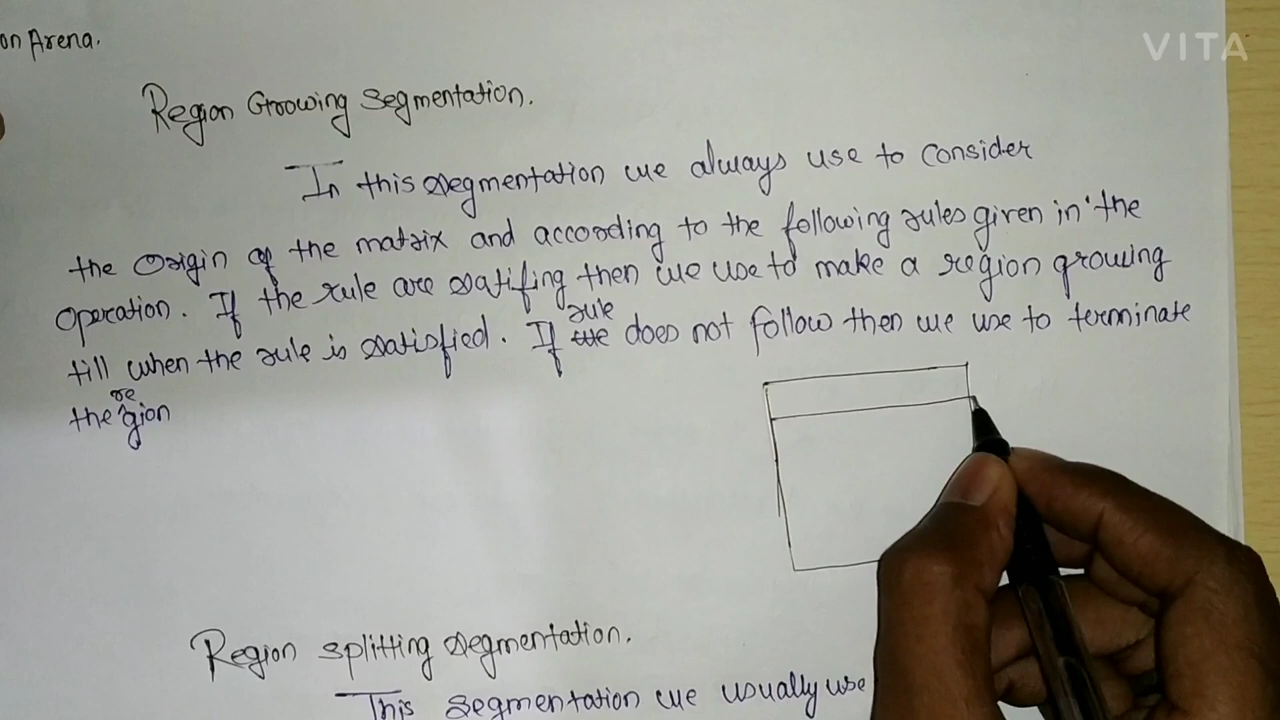 on Arena.
VITA
Region Growing Segmentation.
In this segmentation we always use to consider
the origin of the matrix and according to the following rules given in the
operation. If the rule are satifing then we use to make a region growing
till when the rule is satisfied. If rule does not follow then we use to terminate
the region
Region splitting segmentation.
This segmentation we usually use